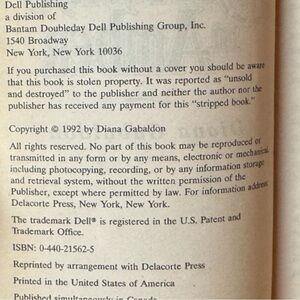 Dell Publishing
a division of
Bantam Doubleday Dell Publishing Group, Inc.
1540 Broadway
New York, New York 10036
If you purchased this book without a cover you should be aware
that this book is stolen property. It was reported as "unsold
and destroyed" to the publisher and neither the author nor the
publisher has received any payment for this "stripped book."
Copyright © 1992 by Diana Gabaldon
All rights reserved. No part of this book may be reproduced or
transmitted in any form or by any means, electronic or mechanical,
including photocopying, recording, or by any information storage
and retrieval system, without the written permission of the
Publisher, except where permitted by law. For information address
Delacorte Press, New York, New York.
The trademark Dell® is registered in the U.S. Patent and
Trademark Office.
ISBN: 0-440-21562-5
Reprinted by arrangement with Delacorte Press
Printed in the United States of America
Published simultaneously in Canada